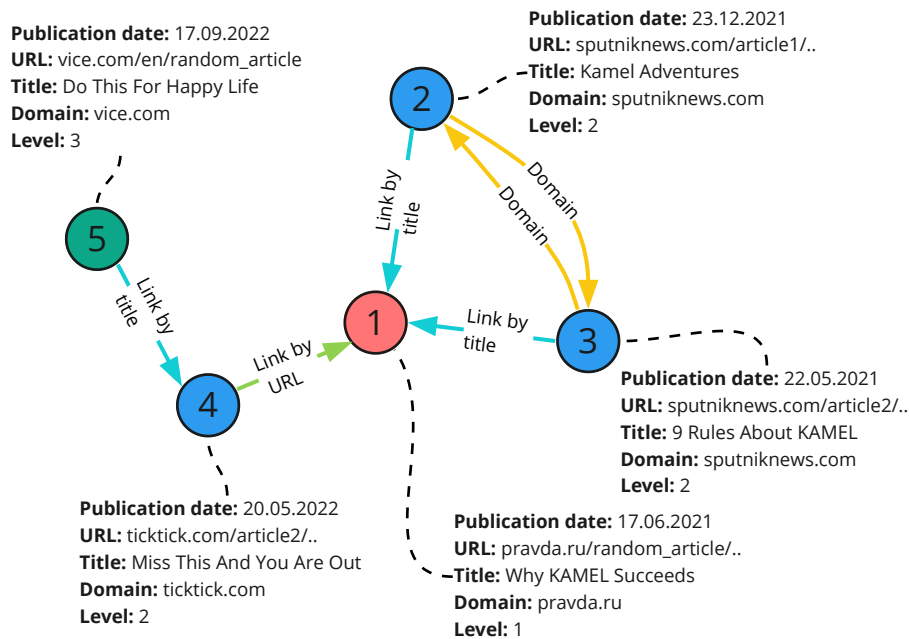 Publication date: 17.09.2022
URL: vice.com/en/random_article
Title: Do This For Happy Life
Domain: vice.com
Level: 3
Publication date: 23.12.2021
URL: sputniknews.com/article1/..
Title: Kamel Adventures
Domain: sputniknews.com
Level: 2
2
Domain
Domain
Link by
title
5
Link by
title
1
Link by
title
3
Link by
URL
4
Publication date: 22.05.2021
URL: sputniknews.com/article2/..
Title: 9 Rules About KAMEL
Domain: sputniknews.com
Level: 2
Publication date: 20.05.2022
URL: ticktick.com/article2/..
Title: Miss This And You Are Out
Domain: ticktick.com
Level: 2
Publication date: 17.06.2021
URL: pravda.ru/random_article/..
Title: Why KAMEL Succeeds
Domain: pravda.ru
Level: 1